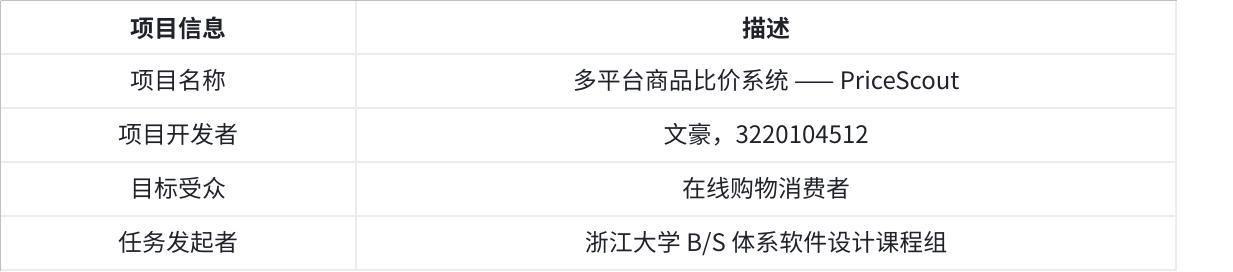 项目信息 描述
项目名称 多平台商品比价系统 —— PriceScout
项目开发者 文豪，3220104512
目标受众 在线购物消费者
任务发起者 浙江大学 B/S 体系软件设计课程组